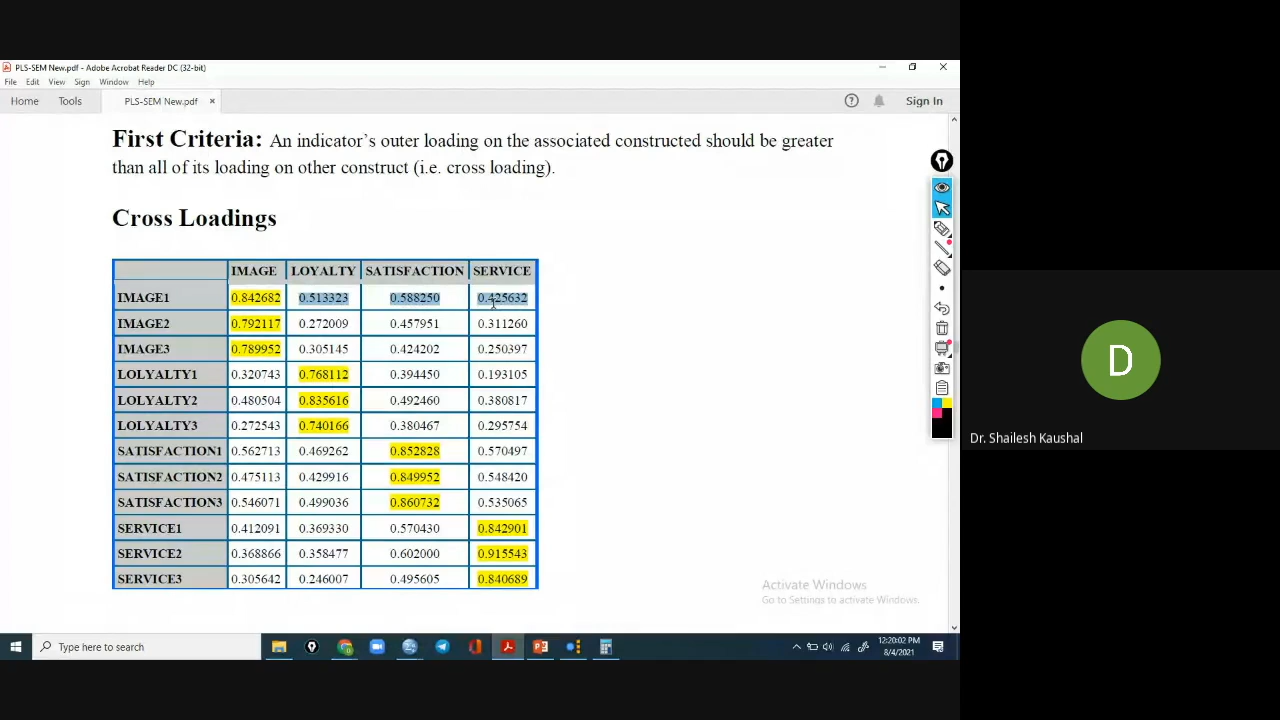 PLS-SEM New.pdf - Adobe Acrobat Reader DC (32-bit)
File Edit View Sign Window Help
Home Tools PLS-SEM New.pdf × Sign In
First Criteria: An indicator's outer loading on the associated constructed should be greater
than all of its loading on other construct (i.e. cross loading).
Cross Loadings
IMAGE LOYALTY SATISFACTION SERVICE
IMAGE1 0.842682 0.513323 0.588250 0.425632
IMAGE2 0.792117 0.272009 0.457951 0.311260
IMAGE3 0.789952 0.305145 0.424202 0.250397
LOLYALTY1 0.320743 0.768112 0.394450 0.193105
LOLYALTY2 0.480504 0.835616 0.492460 0.380817
LOLYALTY3 0.272543 0.740166 0.380467 0.295754
SATISFACTION1 0.562713 0.469262 0.852828 0.570497
SATISFACTION2 0.475113 0.429916 0.849952 0.548420
SATISFACTION3 0.546071 0.499036 0.860732 0.535065
SERVICE1 0.412091 0.369330 0.570430 0.842901
SERVICE2 0.368866 0.358477 0.602000 0.915543
SERVICE3 0.305642 0.246007 0.495605 0.840689
Activate Windows
Go to Settings to activate Windows.
Type here to search
12:20:02 PM
8/4/2021
D
Dr. Shailesh Kaushal